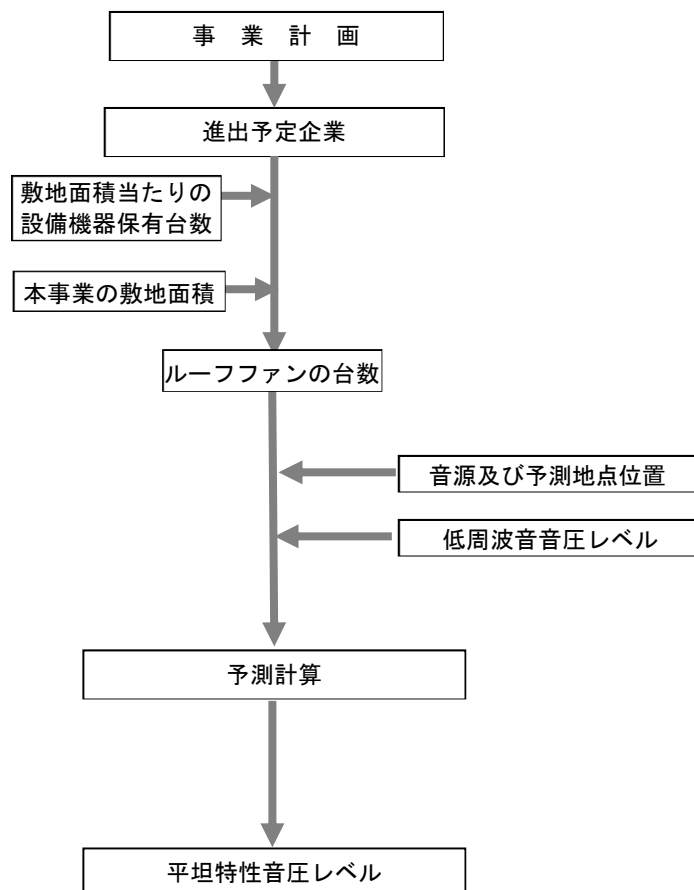 事　業　計　画
進出予定企業
敷地面積当たりの
設備機器保有台数
本事業の敷地面積
ルーフファンの台数
音源及び予測地点位置
低周波音音圧レベル
予測計算
平坦特性音圧レベル